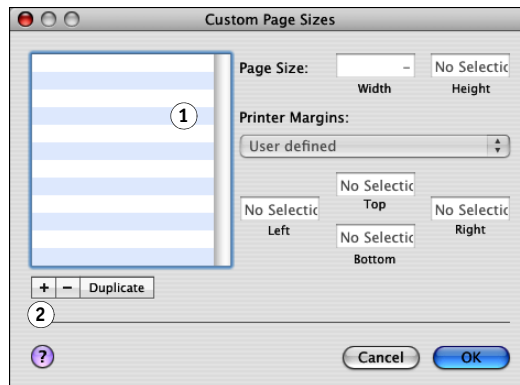 Custom Page Sizes
1
Page Size:
–
No Selectic
Width
Height
Printer Margins:
User defined
No Selectic
Top
No Selectic
No Selectic
Left
Right
No Selectic
Bottom
+ − Duplicate
2
?
Cancel
OK